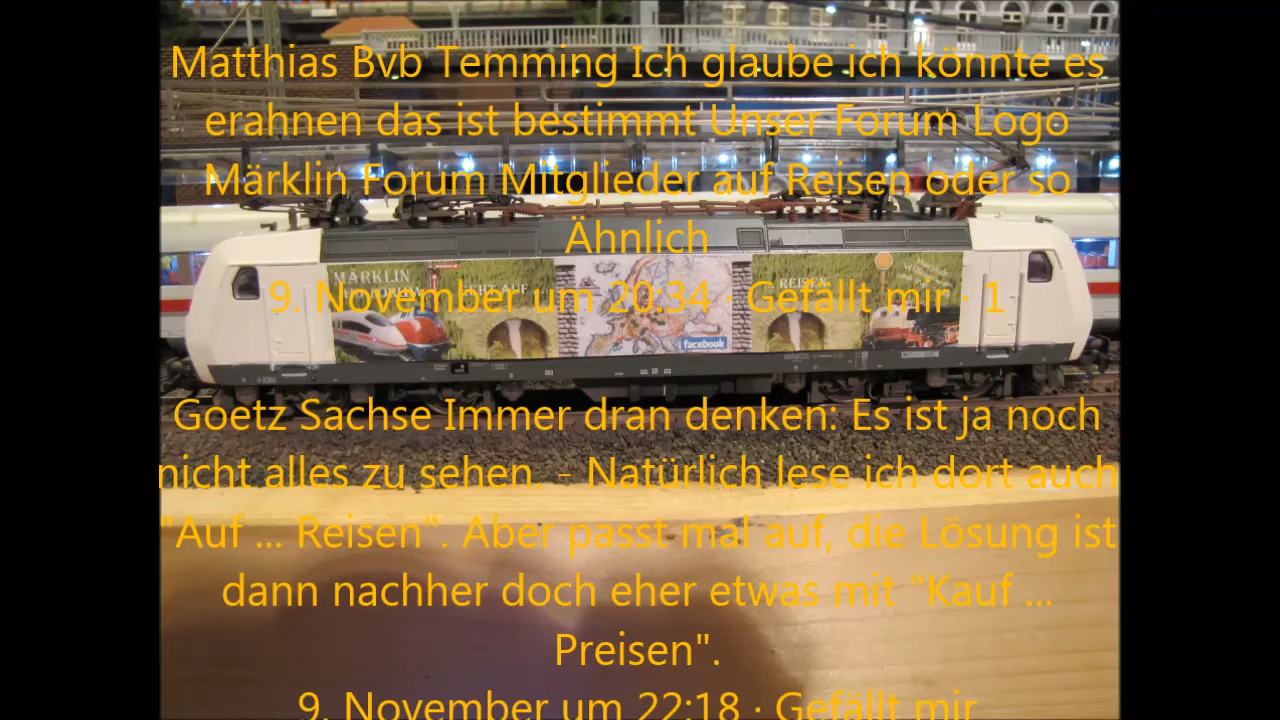 Matthias Bvb Temming Ich glaube ich könnte es
erahnen das ist bestimmt Unser Forum Logo
Märklin Forum Mitglieder auf Reisen oder so
Ähnlich
9. November um 20:34 · Gefällt mir · 1
MÄRKLIN
GEHT AUF
REISEN
facebook
Goetz Sachse Immer dran denken: Es ist ja noch
nicht alles zu sehen. - Natürlich lese ich dort auch
"Auf ... Reisen". Aber passt mal auf, die Lösung ist
dann nachher doch eher etwas mit "Kauf ...
Preisen".
9. November um 22:18 · Gefällt mir